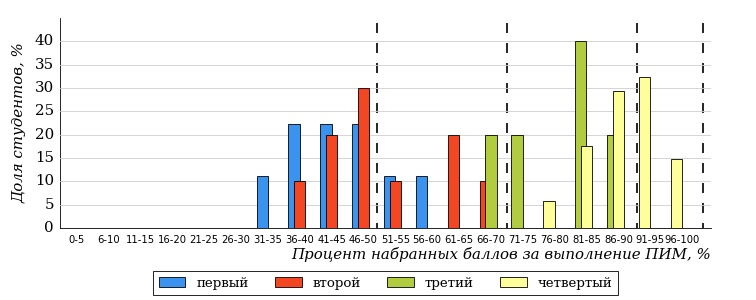 Доля студентов, %
40
35
30
25
20
15
10
5
0
0-5 6-10 11-15 16-20 21-25 26-30 31-35 36-40 41-45 46-50 51-55 56-60 61-65 66-70 71-75 76-80 81-85 86-90 91-95 96-100
Процент набранных баллов за выполнение ПИМ, %
первый второй третий четвертый